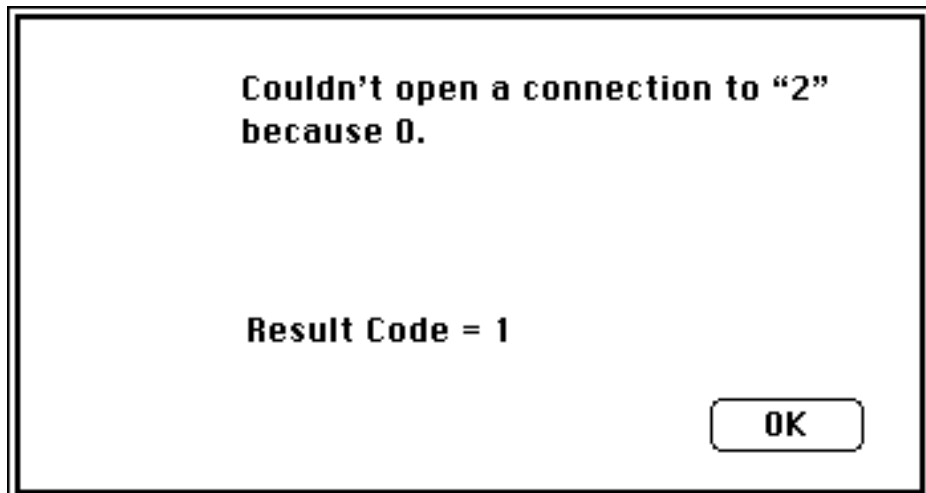 Couldn’t open a connection to “2”
because 0.
Result Code = 1
OK